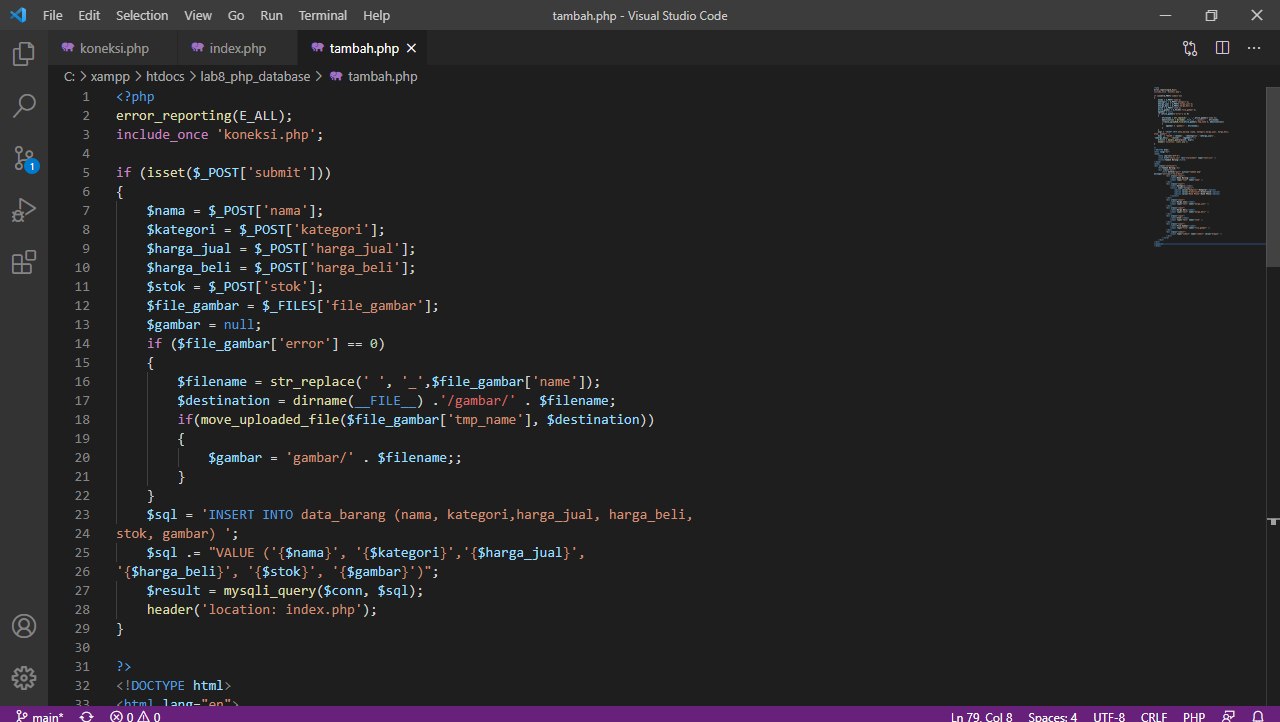 File Edit Selection View Go Run Terminal Help tambah.php - Visual Studio Code
koneksi.php index.php tambah.php
C: > xampp > htdocs > lab8_php_database > tambah.php
1 <?php
2 error_reporting(E_ALL);
3 include_once 'koneksi.php';
4
5 if (isset($_POST['submit']))
6 {
7 $nama = $_POST['nama'];
8 $kategori = $_POST['kategori'];
9 $harga_jual = $_POST['harga_jual'];
10 $harga_beli = $_POST['harga_beli'];
11 $stok = $_POST['stok'];
12 $file_gambar = $_FILES['file_gambar'];
13 $gambar = null;
14 if ($file_gambar['error'] == 0)
15 {
16 $filename = str_replace(' ', '_',$file_gambar['name']);
17 $destination = dirname(__FILE__) .'/gambar/' . $filename;
18 if(move_uploaded_file($file_gambar['tmp_name'], $destination))
19 {
20 $gambar = 'gambar/' . $filename;;
21 }
22 }
23 $sql = 'INSERT INTO data_barang (nama, kategori,harga_jual, harga_beli,
24 stok, gambar) ';
25 $sql .= "VALUE ('{$nama}', '{$kategori}','{$harga_jual}',
26 '{$harga_beli}', '{$stok}', '{$gambar}')";
27 $result = mysqli_query($conn, $sql);
28 header('location: index.php');
29 }
30
31 ?>
32 <!DOCTYPE html>
33 <html lang="en">
1
main* 0 0 Ln 79, Col 8 Spaces: 4 UTF-8 CRLF PHP